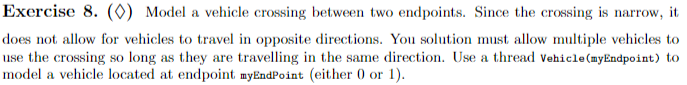 Exercise 8. (♢) Model a vehicle crossing between two endpoints. Since the crossing is narrow, it
does not allow for vehicles to travel in opposite directions. You solution must allow multiple vehicles to
use the crossing so long as they are travelling in the same direction. Use a thread Vehicle(myEndpoint) to
model a vehicle located at endpoint myEndPoint (either 0 or 1).